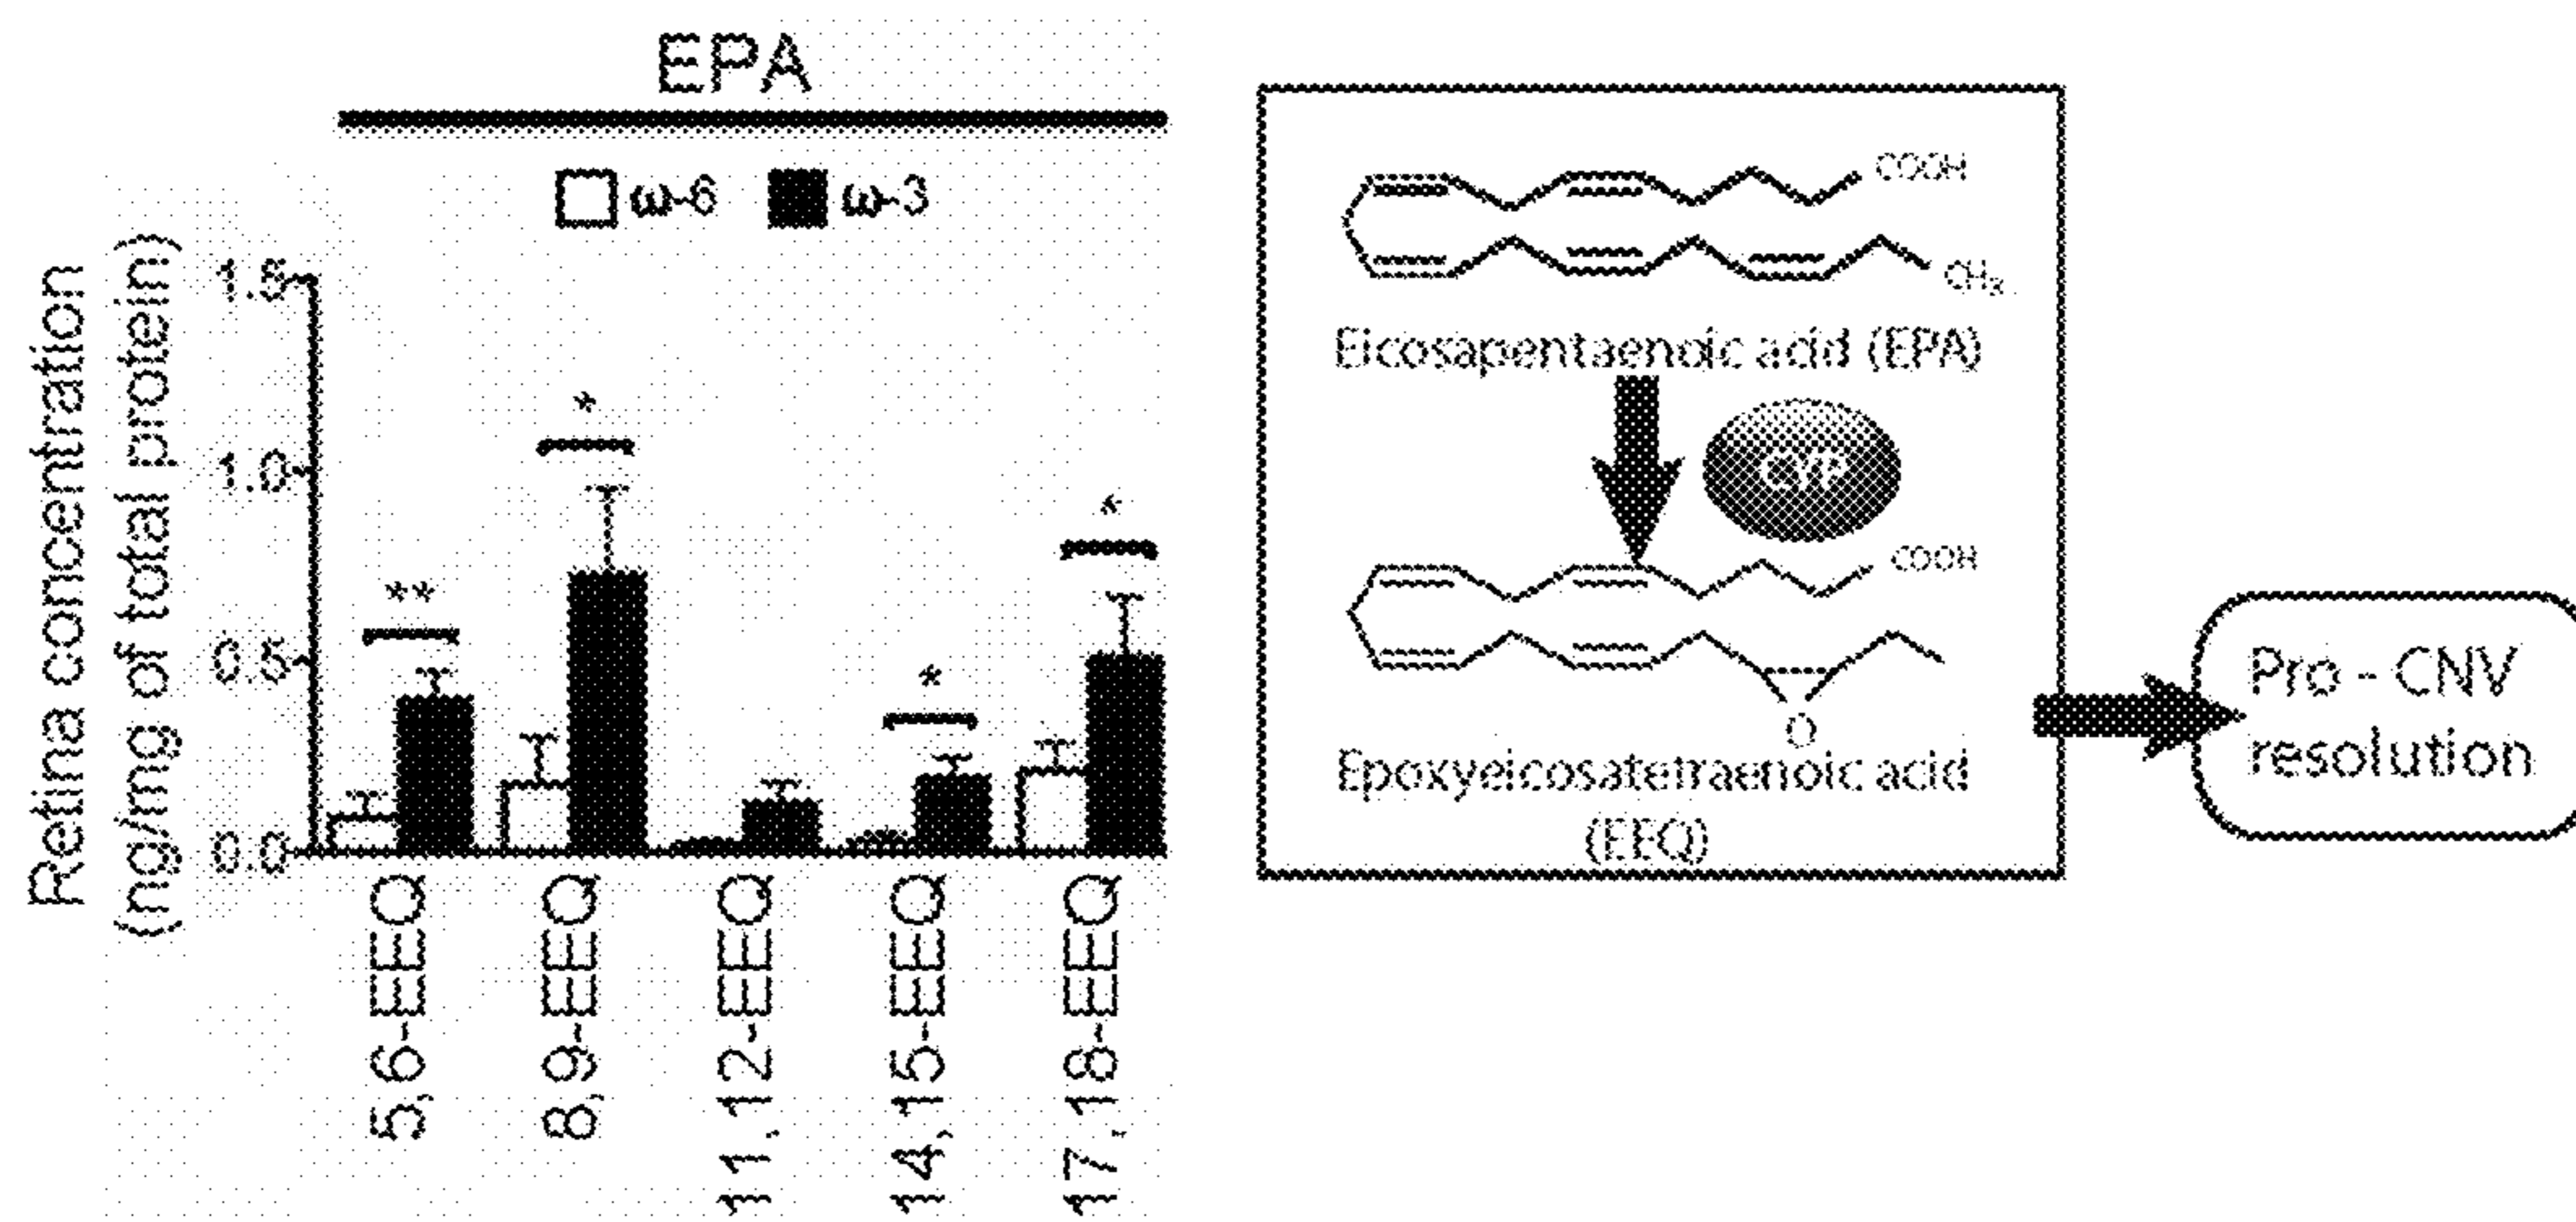 EPA
ω-6 ω-3
Retina concentration
(ng/mg of total protein)
1.5
1.0
0.5
0.0
**
*
*
*
5,6-EEQ
8,9-EEQ
11,12-EEQ
14,15-EEQ
17,18-EEQ
COOH
CH3
Eicosapentaenoic acid (EPA)
CYP
COOH
O
Epoxyeicosatetraenoic acid
(EEQ)
Pro - CNV
resolution